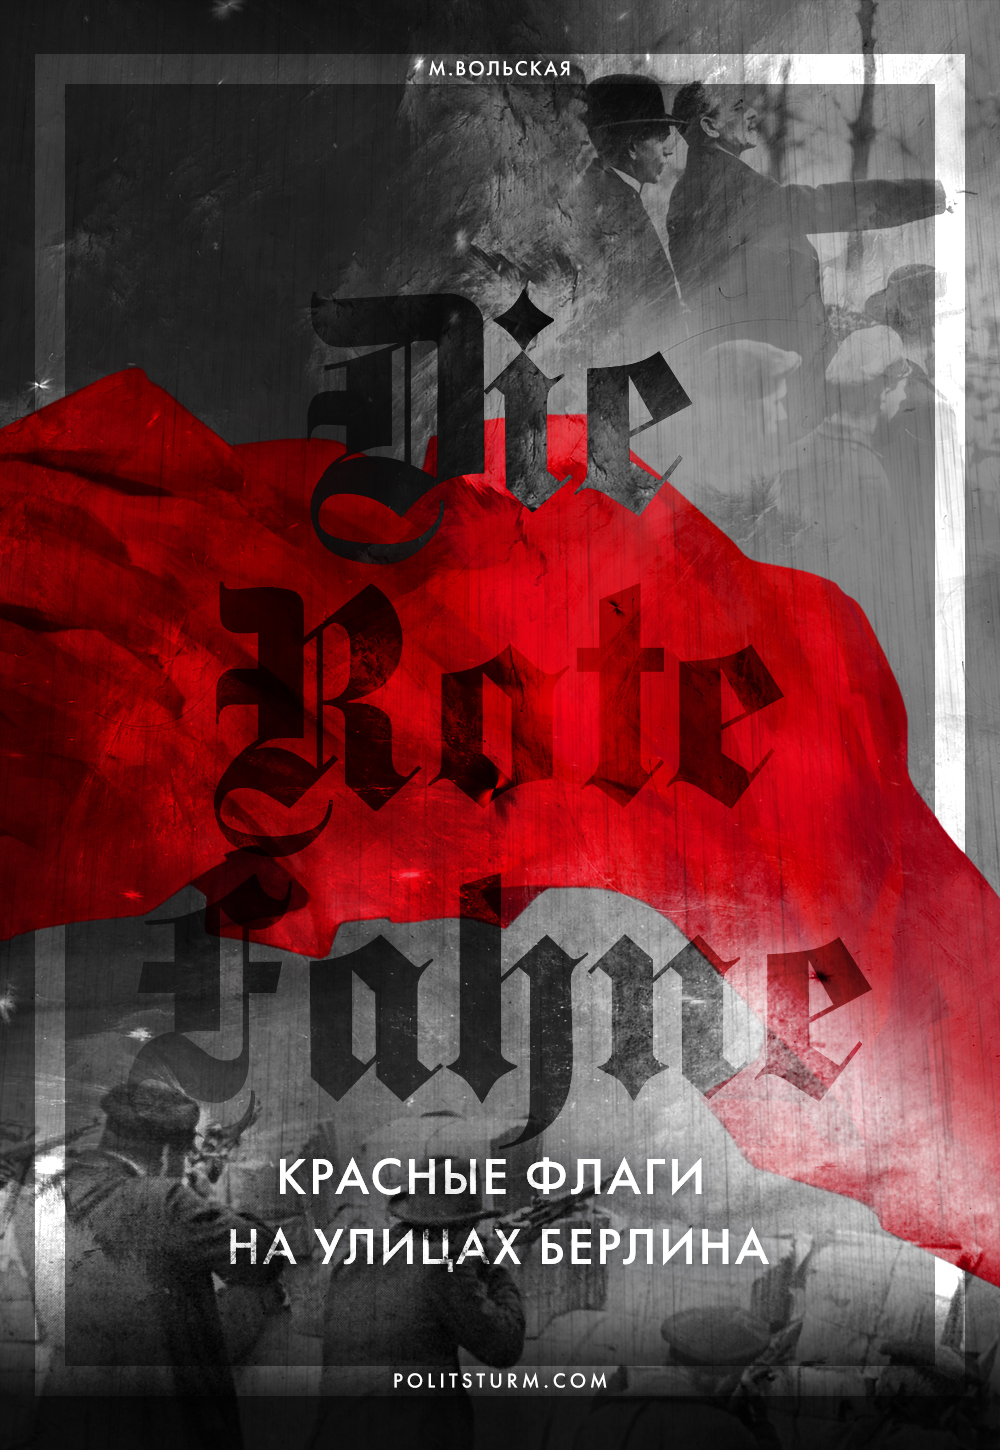 М.ВОЛЬСКАЯ
Die
Rote
Fahne
КРАСНЫЕ ФЛАГИ
НА УЛИЦАХ БЕРЛИНА
POLITSTURM.COM